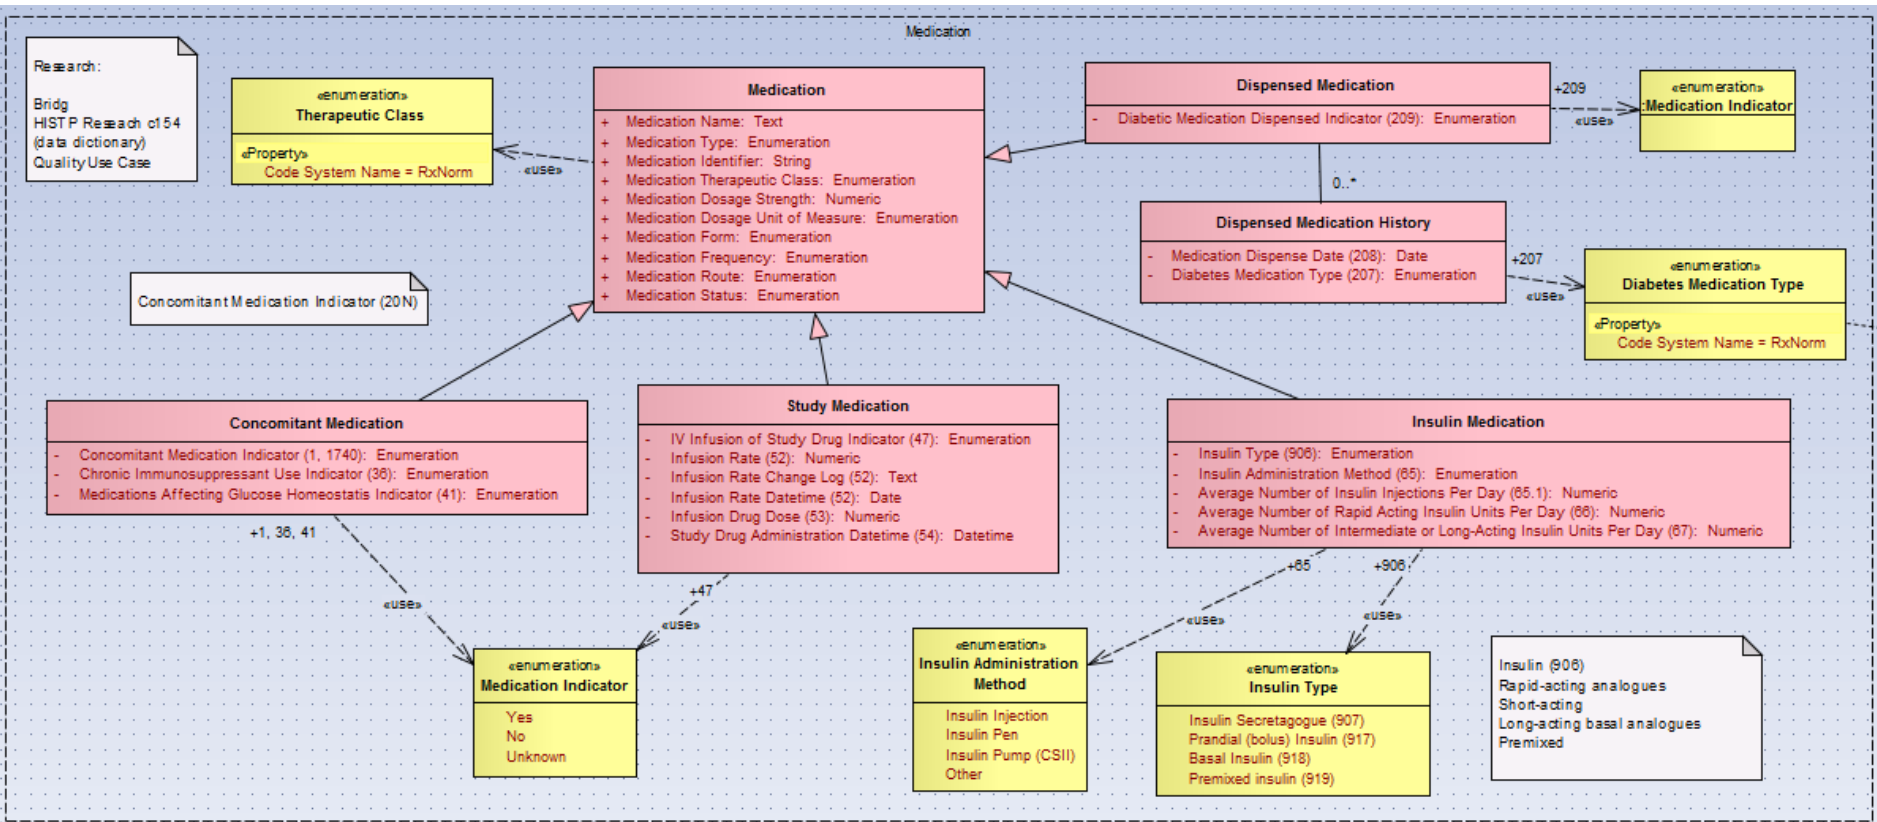 Medication
Research:
Bridg
HISTP Reseach c154
(data dictionary)
Quality Use Case
«enumeration»
Therapeutic Class
«Property»
Code System Name = RxNorm
«use»
Medication
+ Medication Name: Text
+ Medication Type: Enumeration
+ Medication Identifier: String
+ Medication Therapeutic Class: Enumeration
+ Medication Dosage Strength: Numeric
+ Medication Dosage Unit of Measure: Enumeration
+ Medication Form: Enumeration
+ Medication Frequency: Enumeration
+ Medication Route: Enumeration
+ Medication Status: Enumeration
Dispensed Medication
- Diabetic Medication Dispensed Indicator (209): Enumeration
+209
«use»
«enumeration»
:Medication Indicator
0..*
Dispensed Medication History
- Medication Dispense Date (208): Date
- Diabetes Medication Type (207): Enumeration
+207
«use»
«enumeration»
Diabetes Medication Type
«Property»
Code System Name = RxNorm
Concomitant Medication Indicator (20N)
Concomitant Medication
- Concomitant Medication Indicator (1, 1740): Enumeration
- Chronic Immunosuppressant Use Indicator (36): Enumeration
- Medications Affecting Glucose Homeostatis Indicator (41): Enumeration
+1, 36, 41
«use»
Study Medication
- IV Infusion of Study Drug Indicator (47): Enumeration
- Infusion Rate (52): Numeric
- Infusion Rate Change Log (52): Text
- Infusion Rate Datetime (52): Date
- Infusion Drug Dose (53): Numeric
- Study Drug Administration Datetime (54): Datetime
+47
«use»
Insulin Medication
- Insulin Type (906): Enumeration
- Insulin Administration Method (65): Enumeration
- Average Number of Insulin Injections Per Day (65.1): Numeric
- Average Number of Rapid Acting Insulin Units Per Day (66): Numeric
- Average Number of Intermediate or Long-Acting Insulin Units Per Day (67): Numeric
+65
+906
«use»
«use»
«enumeration»
Medication Indicator
Yes
No
Unknown
«enumeration»
Insulin Administration
Method
Insulin Injection
Insulin Pen
Insulin Pump (CSII)
Other
«enumeration»
Insulin Type
Insulin Secretagogue (907)
Prandial (bolus) Insulin (917)
Basal Insulin (918)
Premixed insulin (919)
Insulin (906)
Rapid-acting analogues
Short-acting
Long-acting basal analogues
Premixed